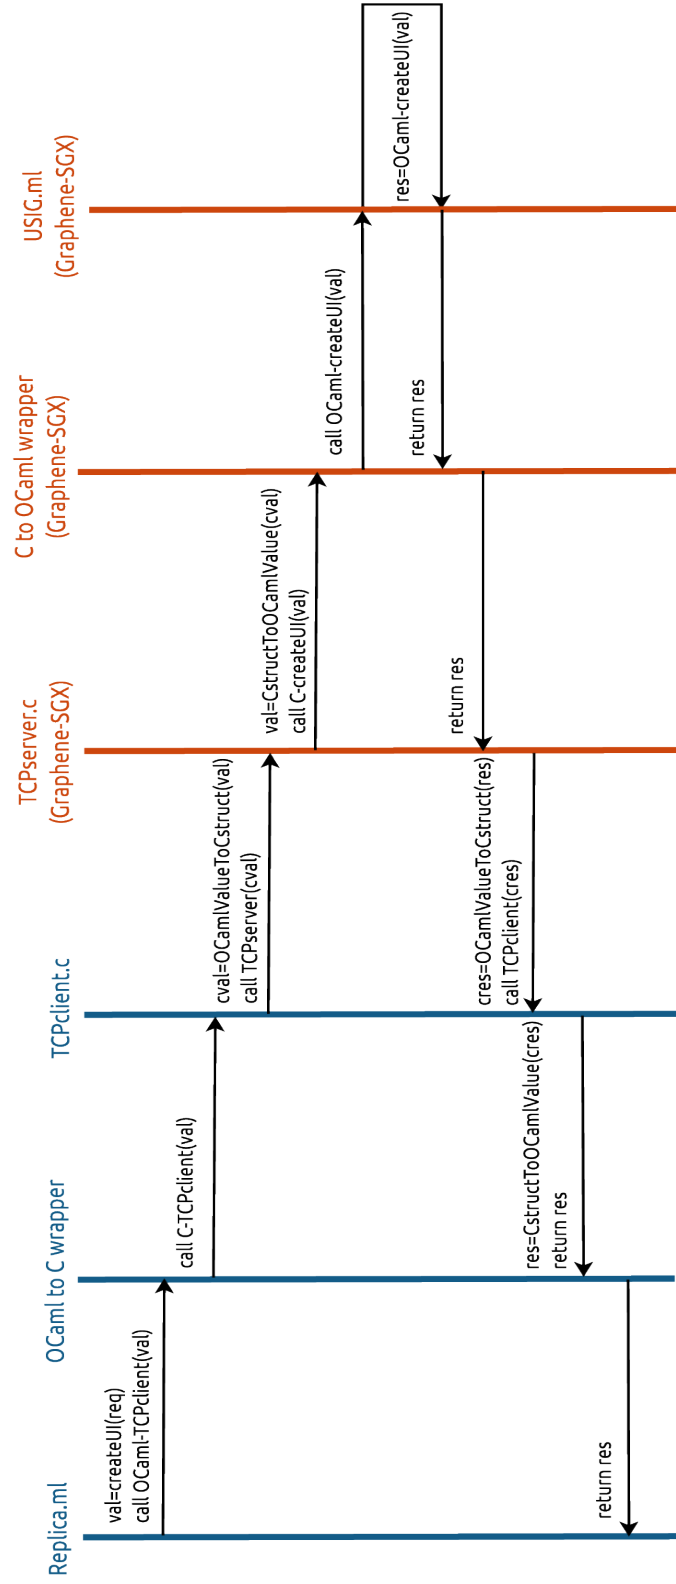 Replica.ml
OCaml to C wrapper
TCPclient.c
TCPserver.c
(Graphene-SGX)
C to OCaml wrapper
(Graphene-SGX)
USIG.ml
(Graphene-SGX)
val=createUI(req)
call OCaml-TCPclient(val)
call C-TCPclient(val)
cval=OCamlValueToCstruct(val)
call TCPserver(cval)
val=CstructToOCamlValue(cval)
call C-createUI(val)
call OCaml-createUI(val)
res=OCaml-createUI(val)
return res
return res
cres=OCamlValueToCstruct(res)
call TCPclient(cres)
res=CstructToOCamlValue(cres)
return res
return res